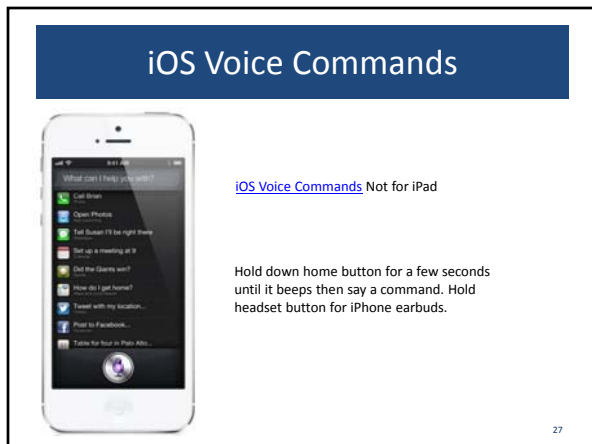 iOS Voice Commands
9:41 AM
What can I help you with?
Call Brian
Open Photos
Tell Susan I'll be right there
Set up a meeting at 9
Did the Giants win?
How do I get home?
Tweet with my location...
Post to Facebook...
Table for four in Palo Alto...
iOS Voice Commands Not for iPad
Hold down home button for a few seconds
until it beeps then say a command. Hold
headset button for iPhone earbuds.
27